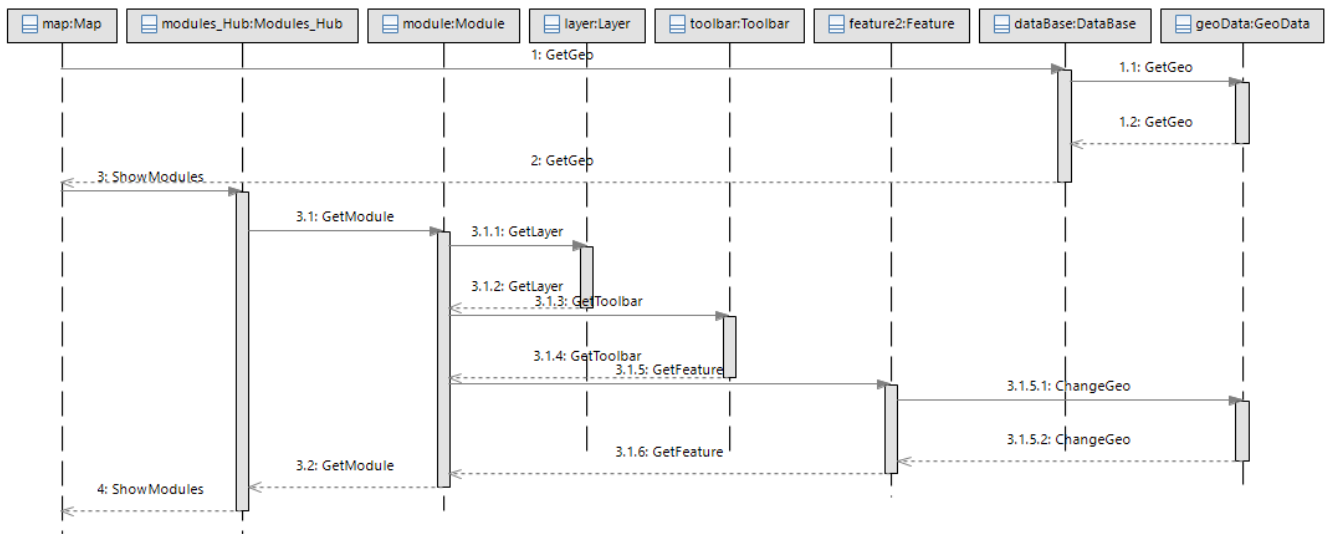 map:Map
modules_Hub:Modules_Hub
module:Module
layer:Layer
toolbar:Toolbar
feature2:Feature
dataBase:DataBase
geoData:GeoData
1: GetGeo
1.1: GetGeo
1.2: GetGeo
2: GetGeo
3: ShowModules
3.1: GetModule
3.1.1: GetLayer
3.1.2: GetLayer
3.1.3: GetToolbar
3.1.4: GetToolbar
3.1.5: GetFeature
3.1.5.1: ChangeGeo
3.1.5.2: ChangeGeo
3.1.6: GetFeature
3.2: GetModule
4: ShowModules